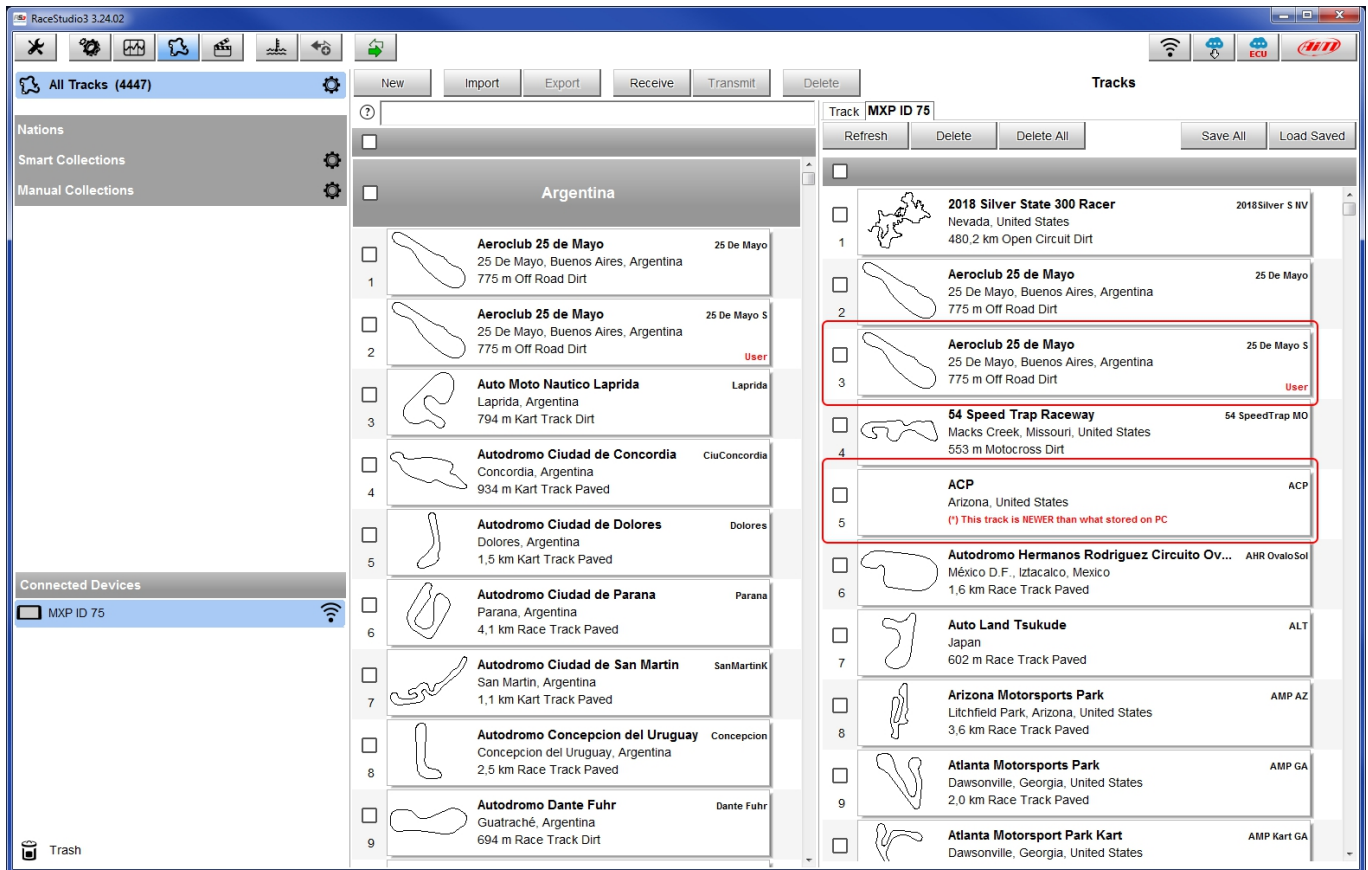 RaceStudio3 3.24.02
ECU
AiM
All Tracks (4447)
Nations
Smart Collections
Manual Collections
Connected Devices
MXP ID 75
Trash
New Import Export Receive Transmit Delete
?
Argentina
Aeroclub 25 de Mayo 25 De Mayo
25 De Mayo, Buenos Aires, Argentina
1 775 m Off Road Dirt
Aeroclub 25 de Mayo 25 De Mayo S
25 De Mayo, Buenos Aires, Argentina
2 775 m Off Road Dirt User
Auto Moto Nautico Laprida Laprida
Laprida, Argentina
3 794 m Kart Track Dirt
Autodromo Ciudad de Concordia CiuConcordia
Concordia, Argentina
4 934 m Kart Track Paved
Autodromo Ciudad de Dolores Dolores
Dolores, Argentina
5 1,5 km Kart Track Paved
Autodromo Ciudad de Parana Parana
Parana, Argentina
6 4,1 km Race Track Paved
Autodromo Ciudad de San Martin SanMartinK
San Martin, Argentina
7 1,1 km Kart Track Paved
Autodromo Concepcion del Uruguay Concepcion
Concepcion del Uruguay, Argentina
8 2,5 km Race Track Paved
Autodromo Dante Fuhr Dante Fuhr
Guatraché, Argentina
9 694 m Race Track Dirt
Tracks
Track MXP ID 75
Refresh Delete Delete All Save All Load Saved
2018 Silver State 300 Racer 2018Silver S NV
Nevada, United States
1 480,2 km Open Circuit Dirt
Aeroclub 25 de Mayo 25 De Mayo
25 De Mayo, Buenos Aires, Argentina
2 775 m Off Road Dirt
Aeroclub 25 de Mayo 25 De Mayo S
25 De Mayo, Buenos Aires, Argentina
3 775 m Off Road Dirt User
54 Speed Trap Raceway 54 SpeedTrap MO
Macks Creek, Missouri, United States
4 553 m Motocross Dirt
ACP ACP
Arizona, United States
5 (*) This track is NEWER than what stored on PC
Autodromo Hermanos Rodriguez Circuito Ov... AHR OvaloSol
México D.F., Iztacalco, Mexico
6 1,6 km Race Track Paved
Auto Land Tsukude ALT
Japan
7 602 m Race Track Paved
Arizona Motorsports Park AMP AZ
Litchfield Park, Arizona, United States
8 3,6 km Race Track Paved
Atlanta Motorsports Park AMP GA
Dawsonville, Georgia, United States
9 2,0 km Race Track Paved
Atlanta Motorsport Park Kart AMP Kart GA
Dawsonville, Georgia, United States